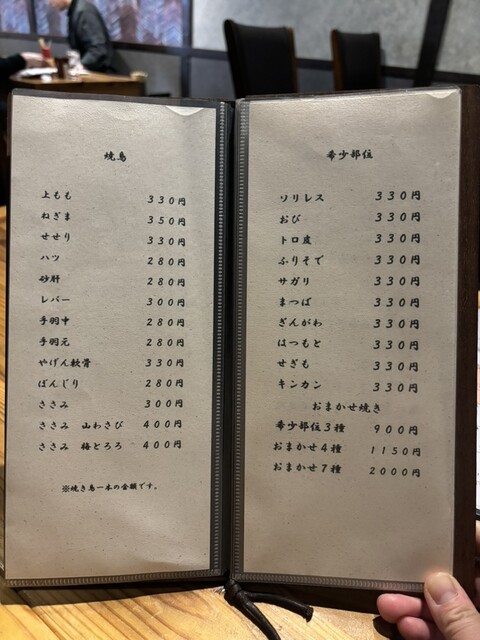 焼鳥
上もも 330円
ねぎま 350円
せせり 330円
ハツ 280円
砂肝 280円
レバー 300円
手羽中 280円
手羽元 280円
やげん軟骨 330円
ぼんじり 280円
ささみ 300円
ささみ 山わさび 400円
ささみ 梅とろろ 400円
※焼き鳥一本の金額です。
希少部位
ソリレス 330円
おび 330円
トロ皮 330円
ふりそで 330円
サガリ 330円
まつば 330円
ぎんがわ 330円
はつもと 330円
せぎも 330円
キンカン 330円
おまかせ焼き
希少部位3種 900円
おまかせ4種 1150円
おまかせ7種 2000円